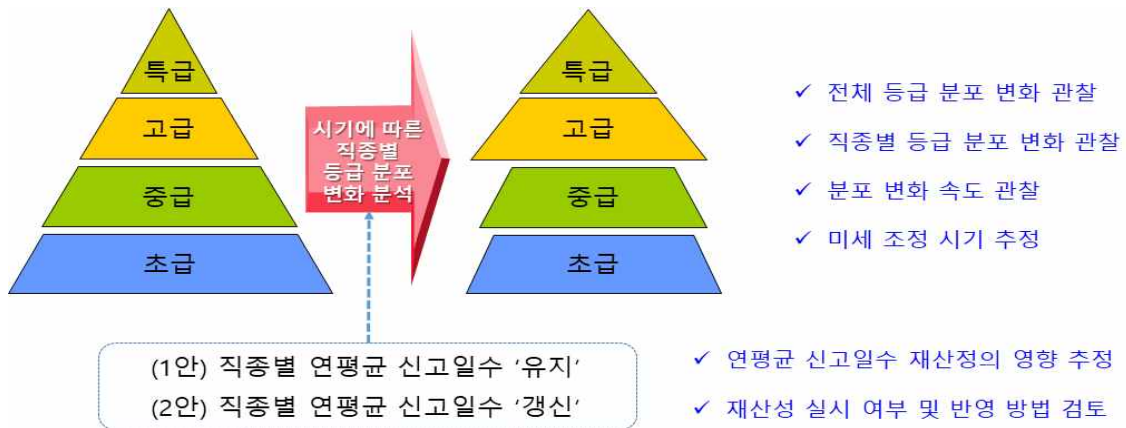 특급
고급
중급
초급
시기에 따른
직종별
등급 분포
변화 분석
특급
고급
중급
초급
✓ 전체 등급 분포 변화 관찰
✓ 직종별 등급 분포 변화 관찰
✓ 분포 변화 속도 관찰
✓ 미세 조정 시기 추정
(1안) 직종별 연평균 신고일수 '유지'
(2안) 직종별 연평균 신고일수 '갱신'
✓ 연평균 신고일수 재산정의 영향 추정
✓ 재산성 실시 여부 및 반영 방법 검토